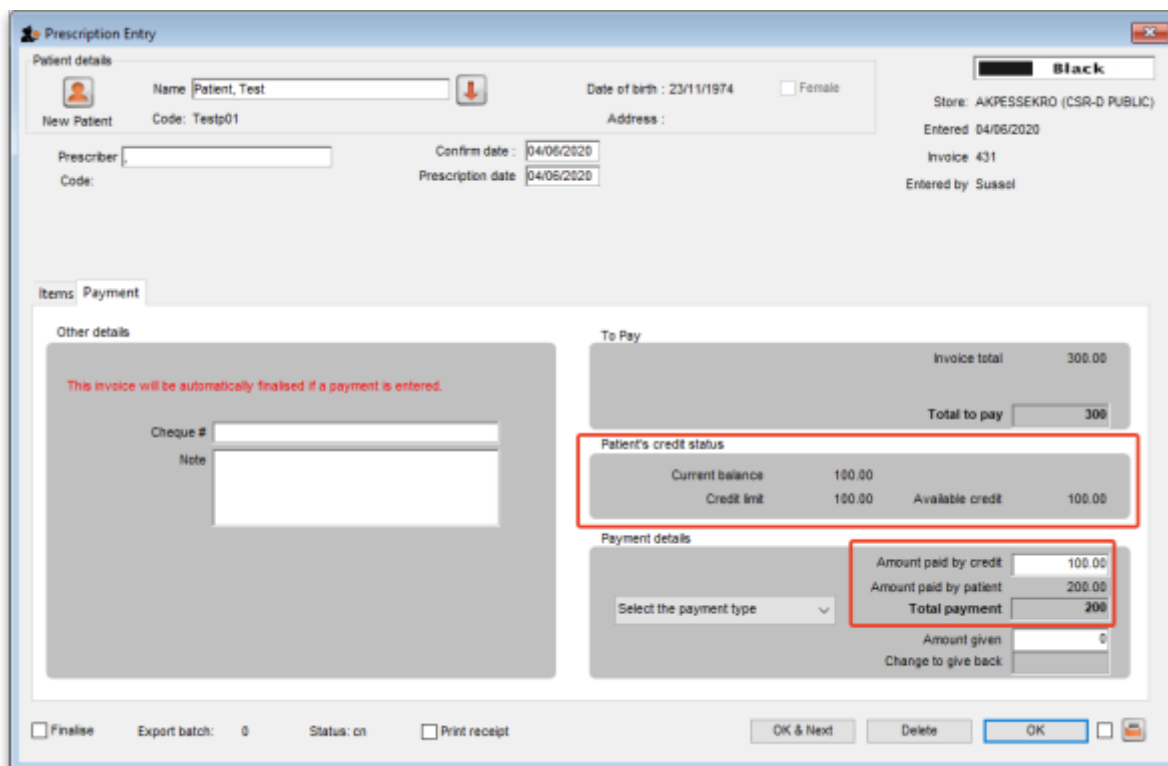 Prescription Entry
Patient details
Black
Name Patient, Test
Date of birth : 23/11/1974
Female
Store: AKPESSEKRO (CSR-D PUBLIC)
New Patient
Code: Testp01
Address :
Entered 04/06/2020
Prescriber ,
Confirm date : 04/06/2020
Invoice 431
Code:
Prescription date 04/06/2020
Entered by Sussol
Items
Payment
Other details
This invoice will be automatically finalised if a payment is entered.
Cheque #
Note
To Pay
Invoice total 300.00
Total to pay 300
Patient's credit status
Current balance 100.00
Credit limit 100.00 Available credit 100.00
Payment details
Amount paid by credit 100.00
Amount paid by patient 200.00
Select the payment type
Total payment 200
Amount given 0
Change to give back
Finalise
Export batch: 0
Status: cn
Print receipt
OK & Next
Delete
OK